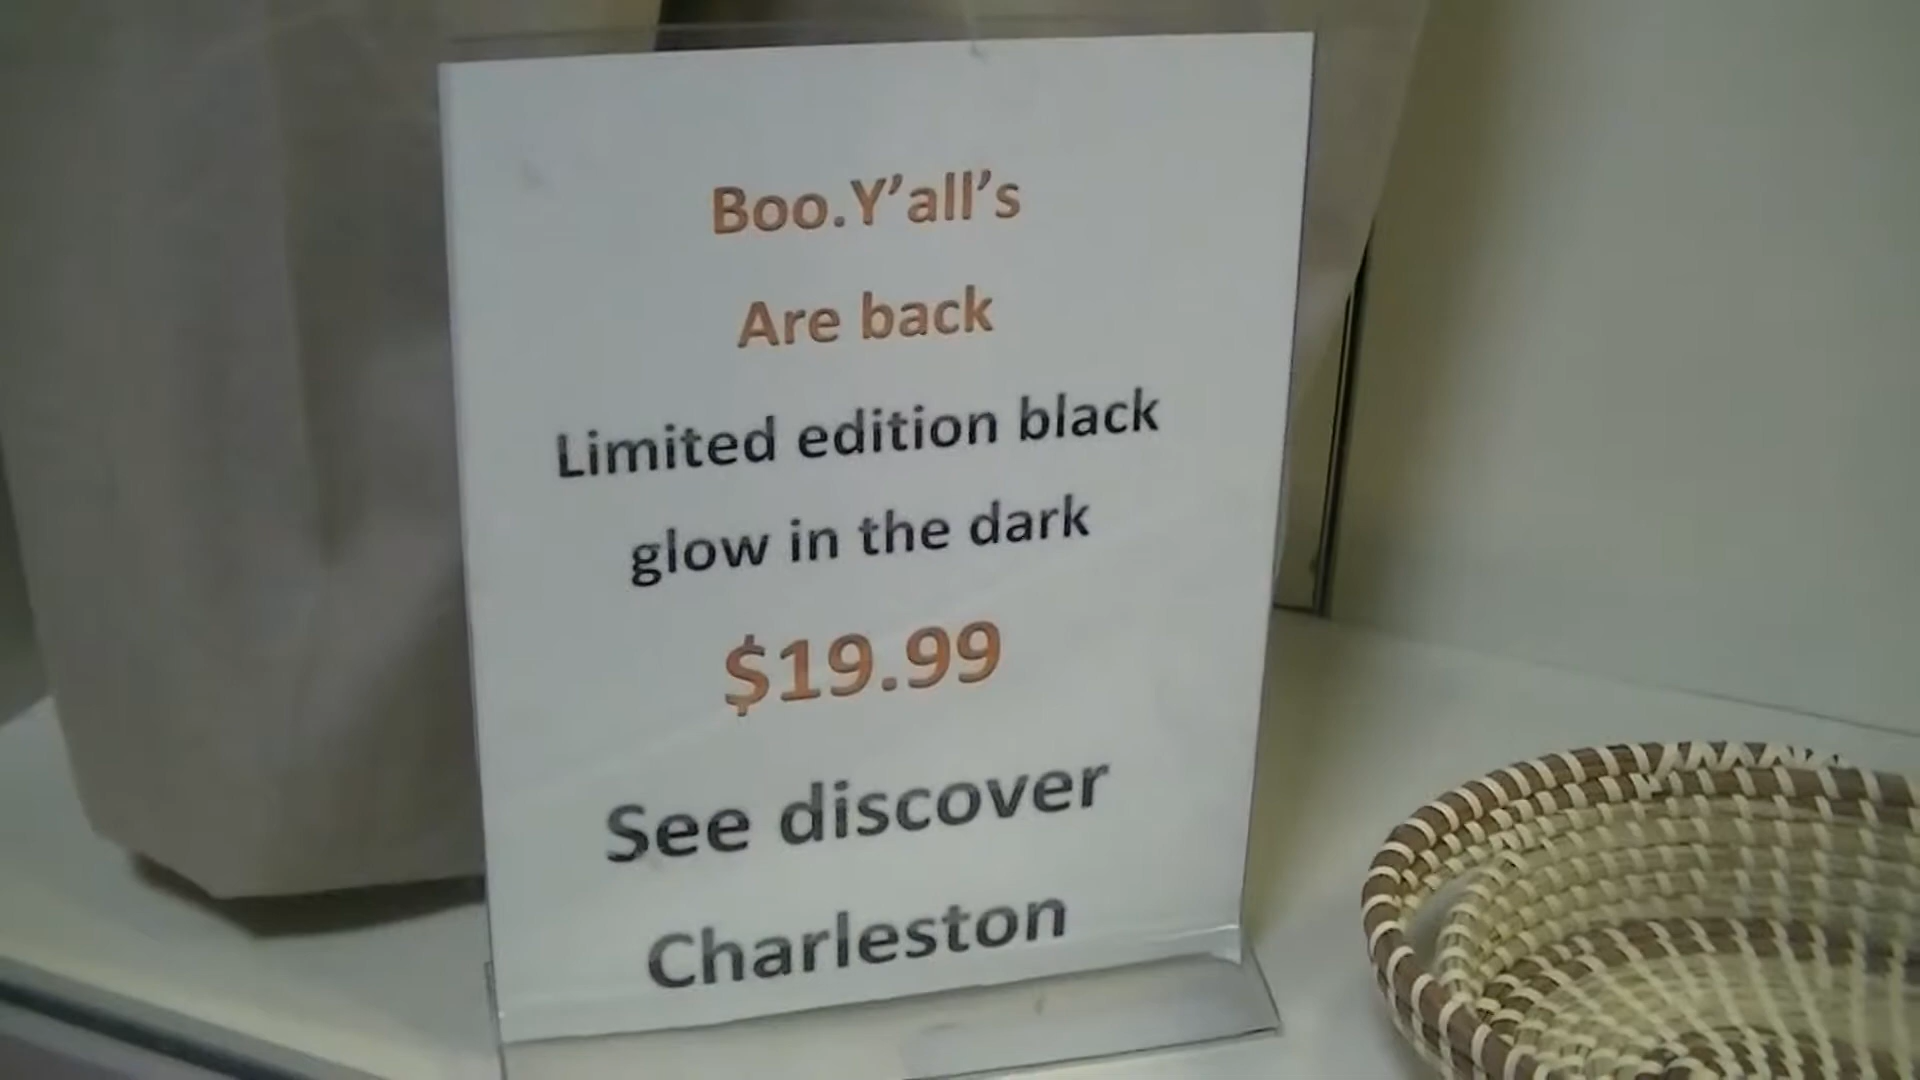 Boo.Y’all’s
Are back
Limited edition black
glow in the dark
$19.99
See discover
Charleston